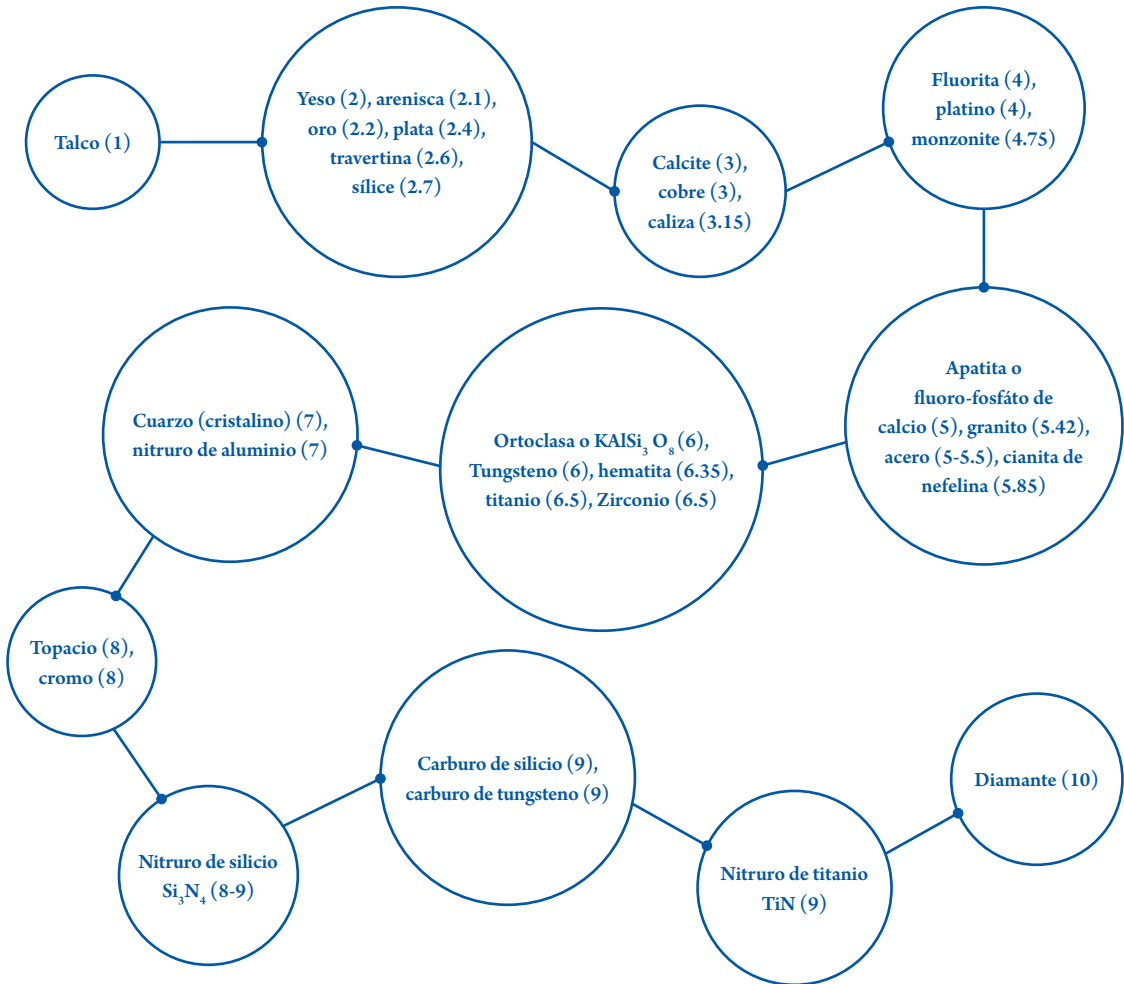 Talco (1)
Yeso (2), arenisca (2.1),
oro (2.2), plata (2.4),
travertina (2.6),
sílice (2.7)
Calcite (3),
cobre (3),
caliza (3.15)
Fluorita (4),
platino (4),
monzonite (4.75)
Apatita o
fluoro-fosfáto de
calcio (5), granito (5.42),
acero (5-5.5), cianita de
nefelina (5.85)
Ortoclasa o KAlSi₃O₈(6),
Tungsteno (6), hematita (6.35),
titanio (6.5), Zirconio (6.5)
Cuarzo (cristalino) (7),
nitruro de aluminio (7)
Topacio (8),
cromo (8)
Nitruro de silicio
Si₃N₄ (8-9)
Carburo de silicio (9),
carburo de tungsteno (9)
Nitruro de titanio
TiN (9)
Diamante (10)